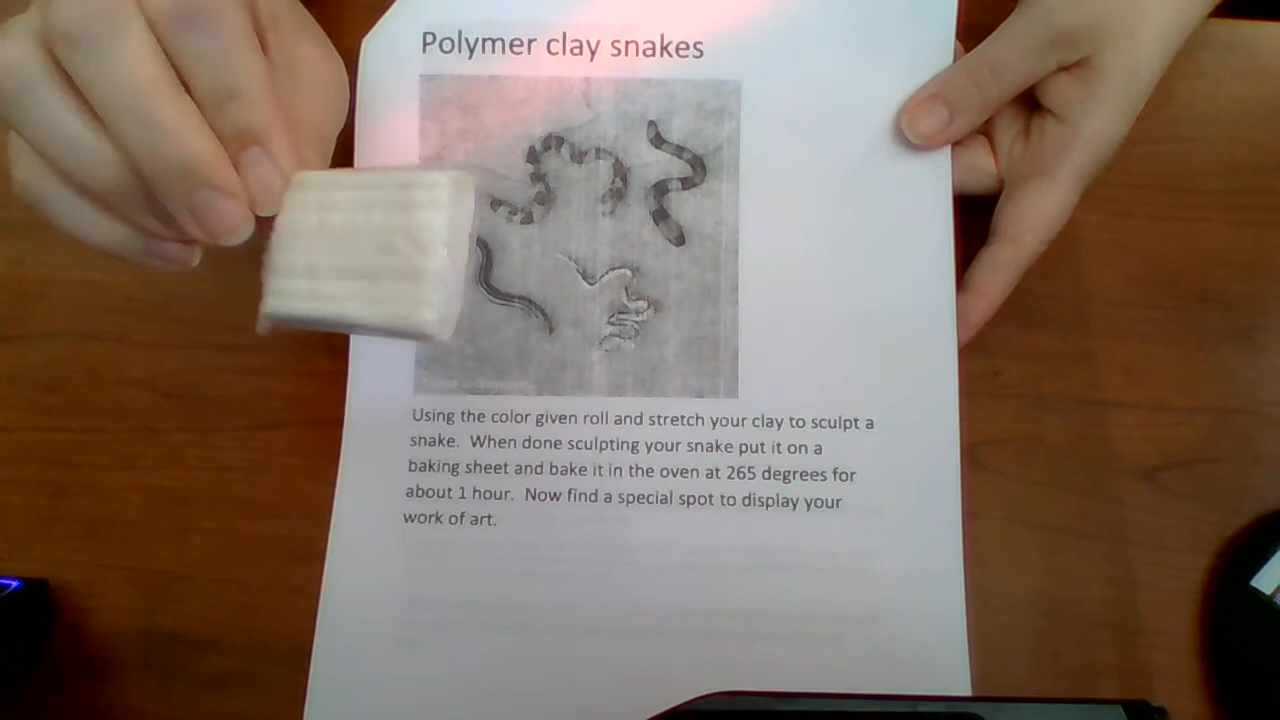 Polymer clay snakes
Using the color given roll and stretch your clay to sculpt a
snake.  When done sculpting your snake put it on a
baking sheet and bake it in the oven at 265 degrees for
about 1 hour.  Now find a special spot to display your
work of art.